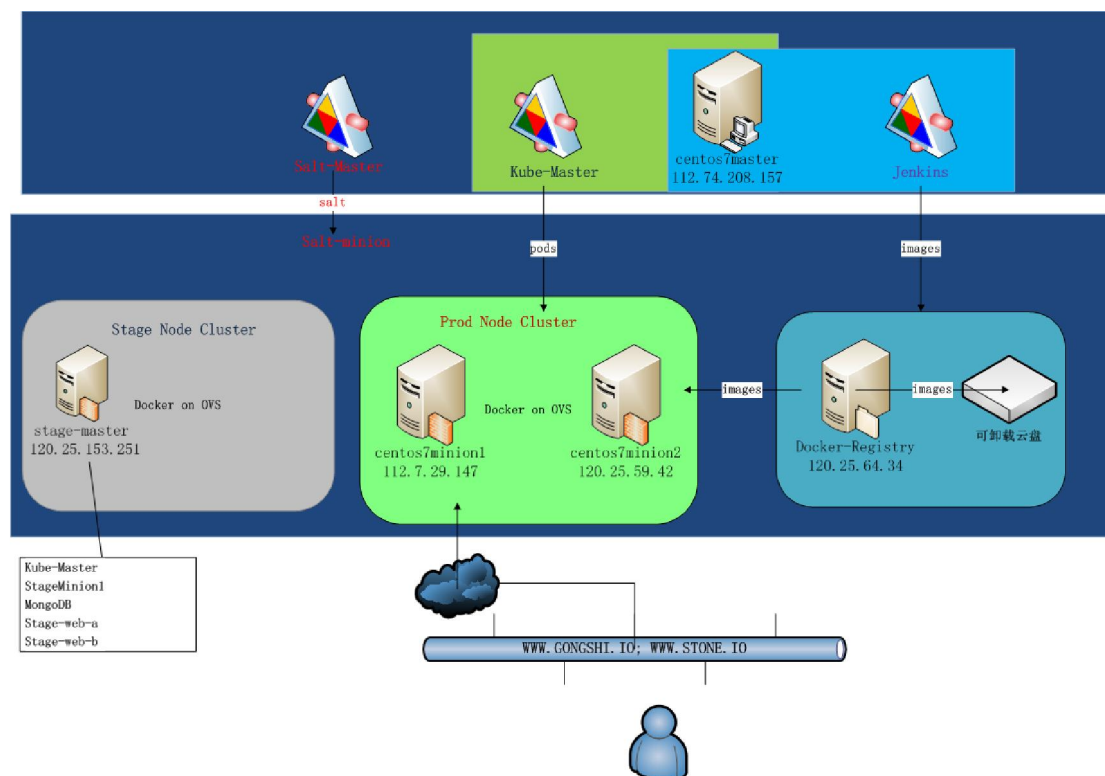 centos7master
112.74.208.157
Salt-Master
Kube-Master
Jenkins
salt
Salt-minion
pods
images
Stage Node Cluster
Docker on OVS
stage-master
120.25.153.251
Prod Node Cluster
Docker on OVS
centos7minion1
112.7.29.147
centos7minion2
120.25.59.42
images
images
Docker-Registry
120.25.64.34
可卸载云盘
Kube-Master
StageMinion1
MongoDB
Stage-web-a
Stage-web-b
WWW.GONGSHI.IO; WWW.STONE.IO